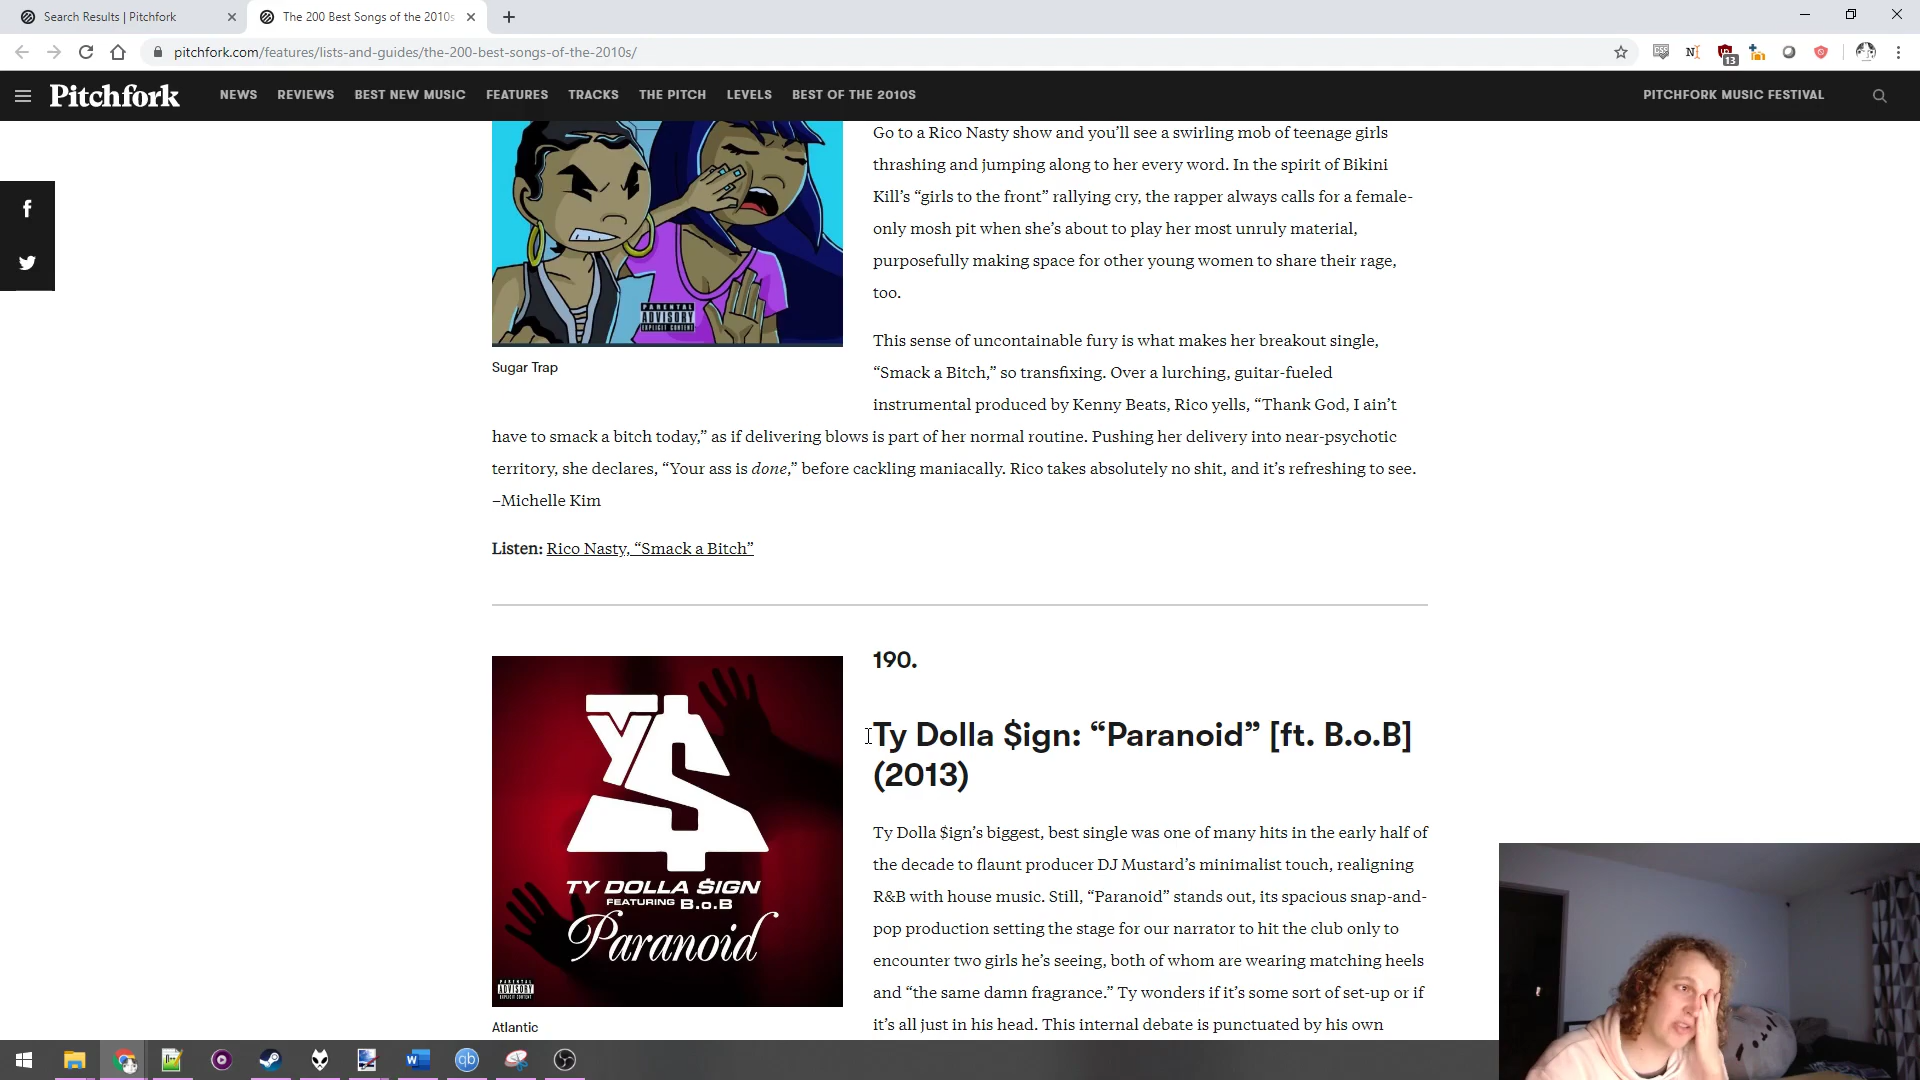 Search Results | Pitchfork
The 200 Best Songs of the 2010s
pitchfork.com/features/lists-and-guides/the-200-best-songs-of-the-2010s/
13
Pitchfork
NEWS
REVIEWS
BEST NEW MUSIC
FEATURES
TRACKS
THE PITCH
LEVELS
BEST OF THE 2010S
PITCHFORK MUSIC FESTIVAL
Go to a Rico Nasty show and you’ll see a swirling mob of teenage girls
thrashing and jumping along to her every word. In the spirit of Bikini
Kill’s “girls to the front” rallying cry, the rapper always calls for a female-
only mosh pit when she’s about to play her most unruly material,
purposefully making space for other young women to share their rage,
too.
PARENTAL
ADVISORY
EXPLICIT CONTENT
Sugar Trap
This sense of uncontainable fury is what makes her breakout single,
“Smack a Bitch,” so transfixing. Over a lurching, guitar-fueled
instrumental produced by Kenny Beats, Rico yells, “Thank God, I ain’t
have to smack a bitch today,” as if delivering blows is part of her normal routine. Pushing her delivery into near-psychotic
territory, she declares, “Your ass is done,” before cackling maniacally. Rico takes absolutely no shit, and it’s refreshing to see.
–Michelle Kim
Listen: Rico Nasty, “Smack a Bitch”
190.
Ty Dolla $ign: “Paranoid” [ft. B.o.B]
(2013)
TY$
TY DOLLA $IGN
FEATURING B.o.B
Paranoid
PARENTAL
ADVISORY
EXPLICIT CONTENT
Atlantic
Ty Dolla $ign’s biggest, best single was one of many hits in the early half of
the decade to flaunt producer DJ Mustard’s minimalist touch, realigning
R&B with house music. Still, “Paranoid” stands out, its spacious snap-and-
pop production setting the stage for our narrator to hit the club only to
encounter two girls he’s seeing, both of whom are wearing matching heels
and “the same damn fragrance.” Ty wonders if it’s some sort of set-up or if
it’s all just in his head. This internal debate is punctuated by his own